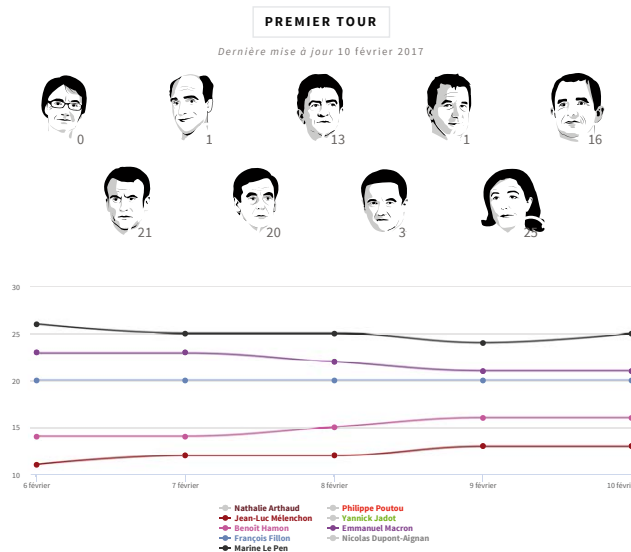 PREMIER TOUR
Dernière mise à jour 10 février 2017
0 1 13 1 16
21 20 3 25
30
25
20
15
10
6 février 7 février 8 février 9 février 10 févri
Nathalie Arthaud Philippe Poutou
Jean-Luc Mélenchon Yannick Jadot
Benoît Hamon Emmanuel Macron
François Fillon Nicolas Dupont-Aignan
Marine Le Pen